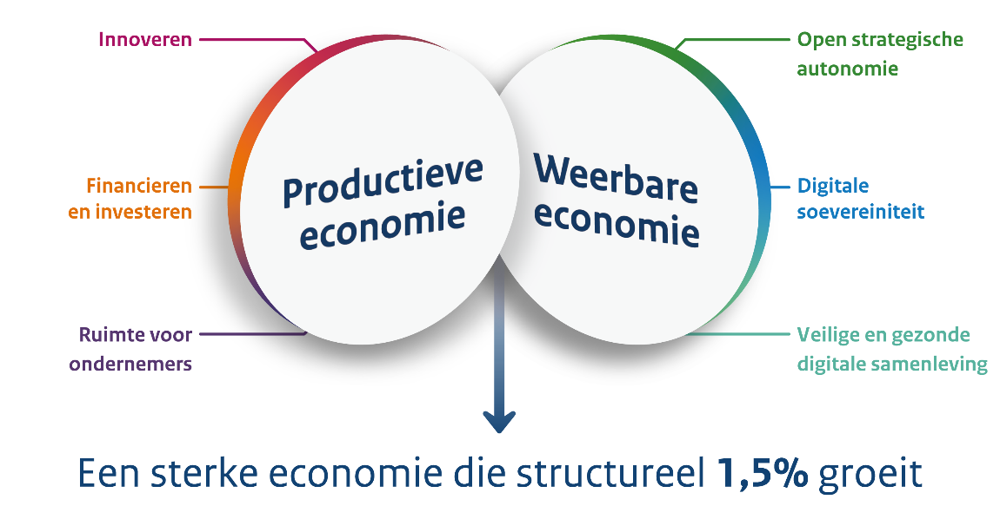 Innoveren
Financieren
en investeren
Ruimte voor
ondernemers
Productieve
economie
Weerbare
economie
Open strategische
autonomie
Digitale
soevereiniteit
Veilige en gezonde
digitale samenleving
Een sterke economie die structureel 1,5% groeit